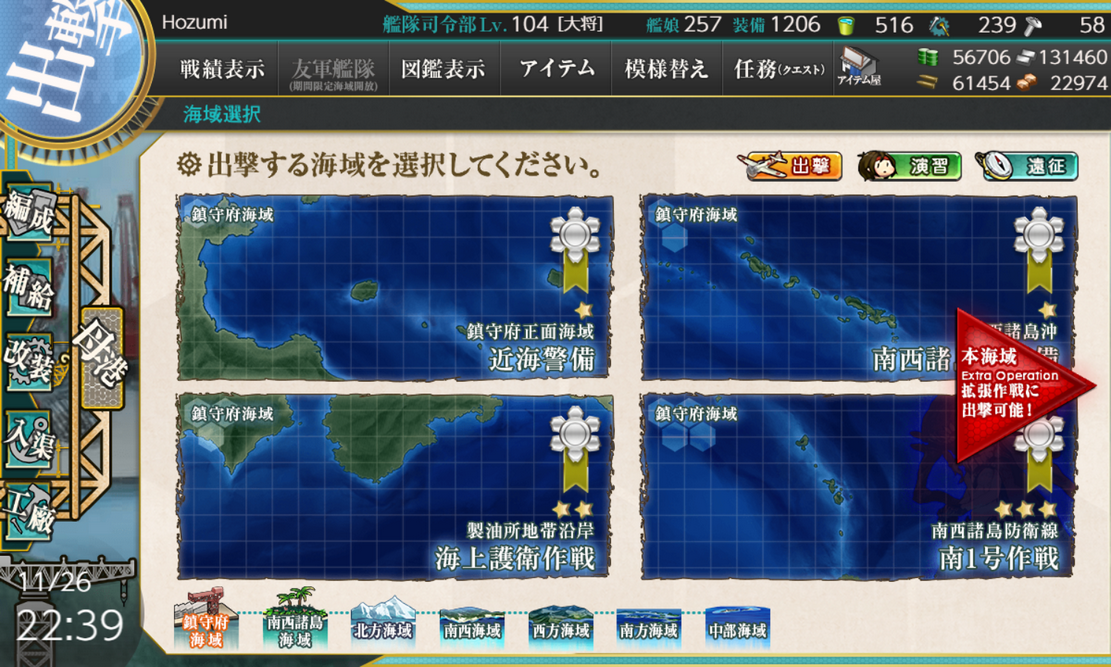 出撃
Hozumi
艦隊司令部Lv.104 [大将]
艦娘 257 装備 1206 516 239 58
戦績表示
友軍艦隊
(期間限定海域開放)
図鑑表示
アイテム
模様替え
任務(クエスト)
アイテム屋
56706 131460
61454 22974
海域選択
出撃する海域を選択してください。
出撃
演習
遠征
編成
補給
改装
入渠
工廠
母港
鎮守府海域
鎮守府正面海域
近海警備
鎮守府海域
西諸島沖
南西諸
備
本海域
Extra Operation
拡張作戦に
出撃可能!
鎮守府海域
製油所地帯沿岸
海上護衛作戦
鎮守府海域
南西諸島防衛線
南1号作戦
11/26
22:39
鎮守府
海域
南西諸島
海域
北方海域
南西海域
西方海域
南方海域
中部海域